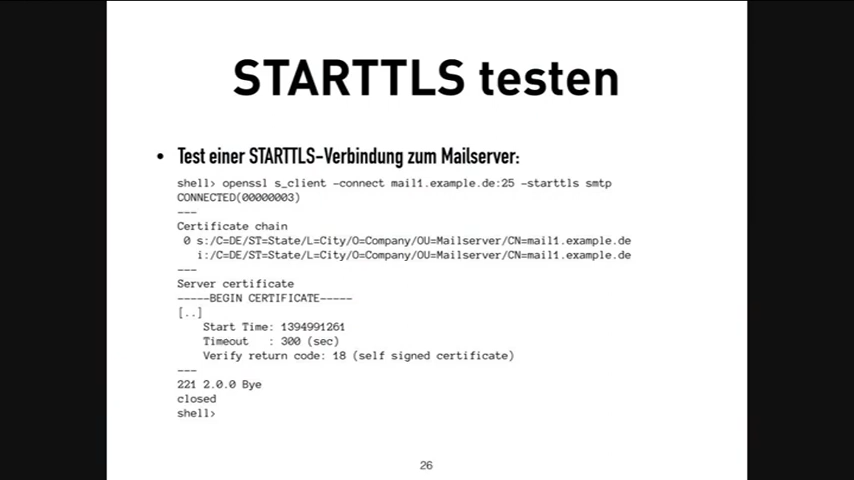 STARTTLS testen
• Test einer STARTTLS-Verbindung zum Mailserver:
shell> openssl s_client -connect mail1.example.de:25 -starttls smtp
CONNECTED(00000003)
---
Certificate chain
 0 s:/C=DE/ST=State/L=City/O=Company/OU=Mailserver/CN=mail1.example.de
   i:/C=DE/ST=State/L=City/O=Company/OU=Mailserver/CN=mail1.example.de
---
Server certificate
-----BEGIN CERTIFICATE-----
[..]
    Start Time: 1394991261
    Timeout   : 300 (sec)
    Verify return code: 18 (self signed certificate)
---
221 2.0.0 Bye
closed
shell>
26